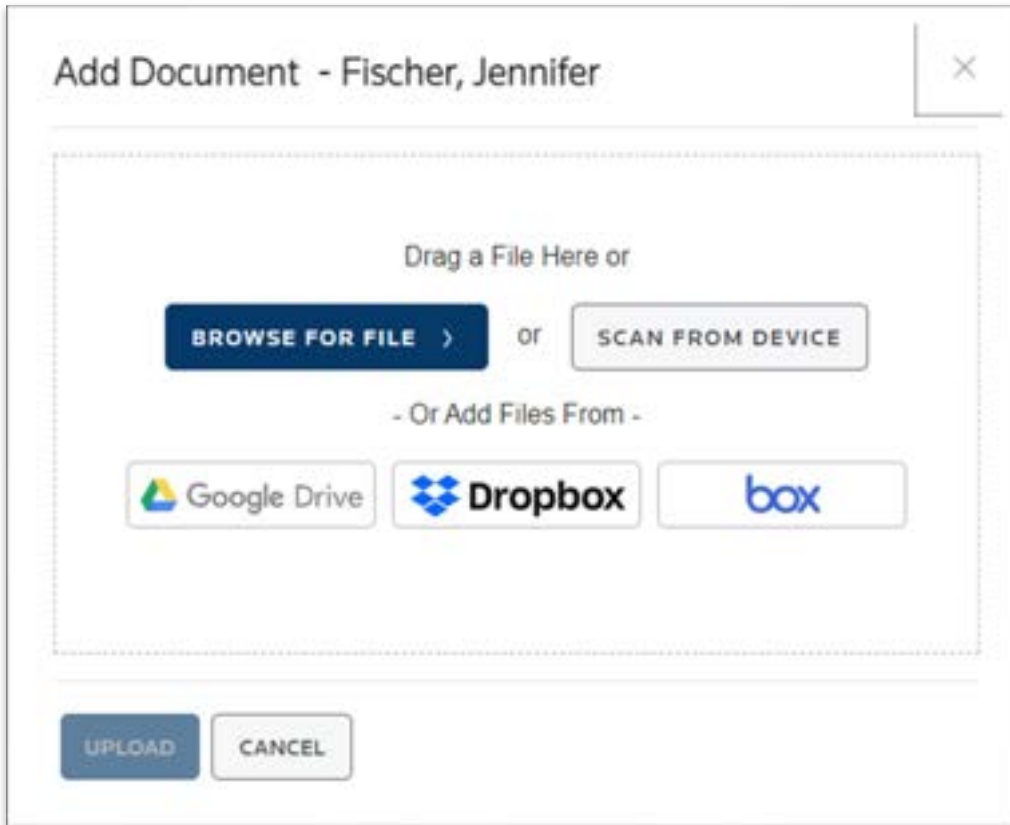 Add Document - Fischer, Jennifer ×
Drag a File Here or
BROWSE FOR FILE > or SCAN FROM DEVICE
- Or Add Files From -
Google Drive Dropbox box
UPLOAD CANCEL